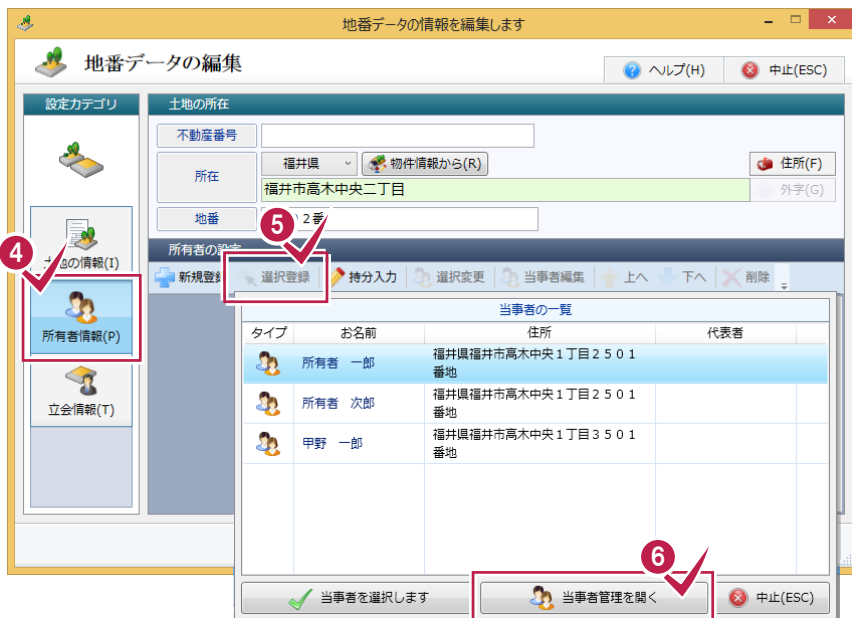 地番データの情報を編集します
地番データの編集
ヘルプ(H)
中止(ESC)
設定カテゴリ
土地の所在
不動産番号
所在
福井県
物件情報から(R)
住所(F)
福井市高木中央二丁目
外字(G)
地番
２番
5
4
土地の情報(I)
所有者の設定
新規登録
選択登録
持分入力
選択変更
当事者編集
上へ
下へ
削除
所有者情報(P)
立会情報(T)
当事者の一覧
タイプ
お名前
住所
代表者
所有者　一郎
福井県福井市高木中央１丁目２５０１
番地
所有者　次郎
福井県福井市高木中央１丁目２５０１
番地
甲野　一郎
福井県福井市高木中央１丁目３５０１
番地
6
当事者を選択します
当事者管理を開く
中止(ESC)